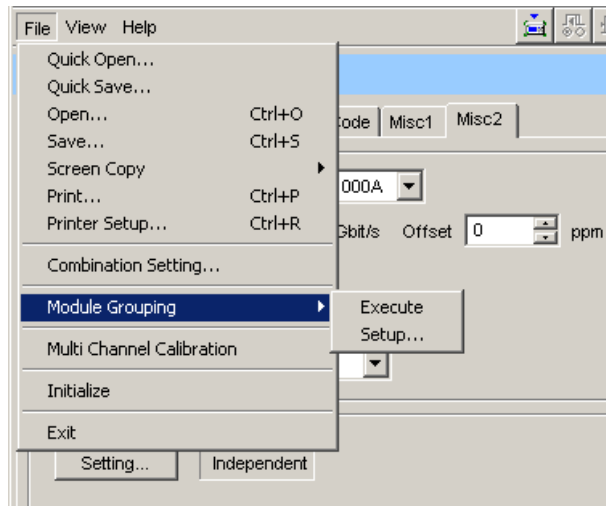 File View Help
Quick Open...
Quick Save...
Open... Ctrl+O
Save... Ctrl+S
Screen Copy
Print... Ctrl+P
Printer Setup... Ctrl+R
Combination Setting...
Module Grouping
Execute
Setup...
Multi Channel Calibration
Initialize
Exit
Misc1 Misc2
000A
Gbit/s Offset 0 ppm
Setting... Independent